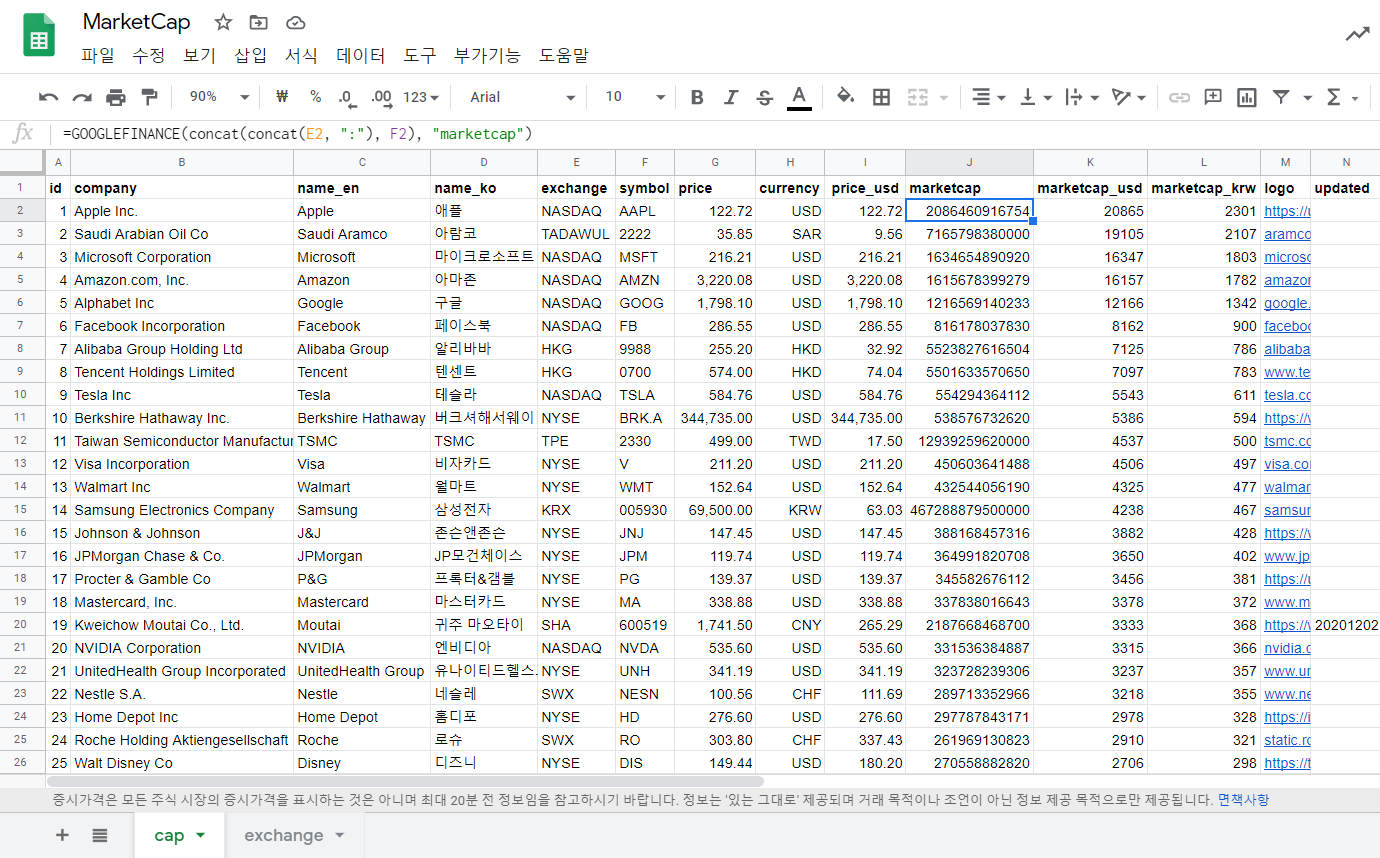 MarketCap
파일 수정 보기 삽입 서식 데이터 도구 부가기능 도움말
90% ₩ % .0 .00 123 Arial 10 B I S A
fx =GOOGLEFINANCE(concat(concat(E2, ":"), F2), "marketcap")
A B C D E F G H I J K L M N
1 id company name_en name_ko exchange symbol price currency price_usd marketcap marketcap_usd marketcap_krw logo updated
2 1 Apple Inc. Apple 애플 NASDAQ AAPL 122.72 USD 122.72 2086460916754 20865 2301 https://u
3 2 Saudi Arabian Oil Co Saudi Aramco 아람코 TADAWUL 2222 35.85 SAR 9.56 7165798380000 19105 2107 aramco
4 3 Microsoft Corporation Microsoft 마이크로소프트 NASDAQ MSFT 216.21 USD 216.21 1634654890920 16347 1803 microso
5 4 Amazon.com, Inc. Amazon 아마존 NASDAQ AMZN 3,220.08 USD 3,220.08 1615678399279 16157 1782 amazon
6 5 Alphabet Inc Google 구글 NASDAQ GOOG 1,798.10 USD 1,798.10 1216569140233 12166 1342 google.
7 6 Facebook Incorporation Facebook 페이스북 NASDAQ FB 286.55 USD 286.55 816178037830 8162 900 faceboo
8 7 Alibaba Group Holding Ltd Alibaba Group 알리바바 HKG 9988 255.20 HKD 32.92 5523827616504 7125 786 alibaba
9 8 Tencent Holdings Limited Tencent 텐센트 HKG 0700 574.00 HKD 74.04 5501633570650 7097 783 www.te
10 9 Tesla Inc Tesla 테슬라 NASDAQ TSLA 584.76 USD 584.76 554294364112 5543 611 tesla.co
11 10 Berkshire Hathaway Inc. Berkshire Hathaway 버크셔해서웨이 NYSE BRK.A 344,735.00 USD 344,735.00 538576732620 5386 594 https://v
12 11 Taiwan Semiconductor Manufactur TSMC TSMC TPE 2330 499.00 TWD 17.50 12939259620000 4537 500 tsmc.co
13 12 Visa Incorporation Visa 비자카드 NYSE V 211.20 USD 211.20 450603641488 4506 497 visa.co
14 13 Walmart Inc Walmart 월마트 NYSE WMT 152.64 USD 152.64 432544056190 4325 477 walmar
15 14 Samsung Electronics Company Samsung 삼성전자 KRX 005930 69,500.00 KRW 63.03 467288879500000 4238 467 samsur
16 15 Johnson & Johnson J&J 존슨앤존슨 NYSE JNJ 147.45 USD 147.45 388168457316 3882 428 https://v
17 16 JPMorgan Chase & Co. JPMorgan JP모건체이스 NYSE JPM 119.74 USD 119.74 364991820708 3650 402 www.jp
18 17 Procter & Gamble Co P&G 프록터&갬블 NYSE PG 139.37 USD 139.37 345582676112 3456 381 https://u
19 18 Mastercard, Inc. Mastercard 마스터카드 NYSE MA 338.88 USD 338.88 337838016643 3378 372 www.m
20 19 Kweichow Moutai Co., Ltd. Moutai 귀주 마오타이 SHA 600519 1,741.50 CNY 265.29 2187668468700 3333 368 https://v 20201202
21 20 NVIDIA Corporation NVIDIA 엔비디아 NASDAQ NVDA 535.60 USD 535.60 331536384887 3315 366 nvidia.c
22 21 UnitedHealth Group Incorporated UnitedHealth Group 유나이티드헬스. NYSE UNH 341.19 USD 341.19 323728239306 3237 357 www.ur
23 22 Nestle S.A. Nestle 네슬레 SWX NESN 100.56 CHF 111.69 289713352966 3218 355 www.ne
24 23 Home Depot Inc Home Depot 홈디포 NYSE HD 276.60 USD 276.60 297787843171 2978 328 https://i
25 24 Roche Holding Aktiengesellschaft Roche 로슈 SWX RO 303.80 CHF 337.43 261969130823 2910 321 static.ro
26 25 Walt Disney Co Disney 디즈니 NYSE DIS 149.44 USD 180.20 270558882820 2706 298 https://t
증시가격은 모든 주식 시장의 증시가격을 표시하는 것은 아니며 최대 20분 전 정보임을 참고하시기 바랍니다. 정보는 '있는 그대로' 제공되며 거래 목적이나 조언이 아닌 정보 제공 목적으로만 제공됩니다. 면책사항
cap exchange